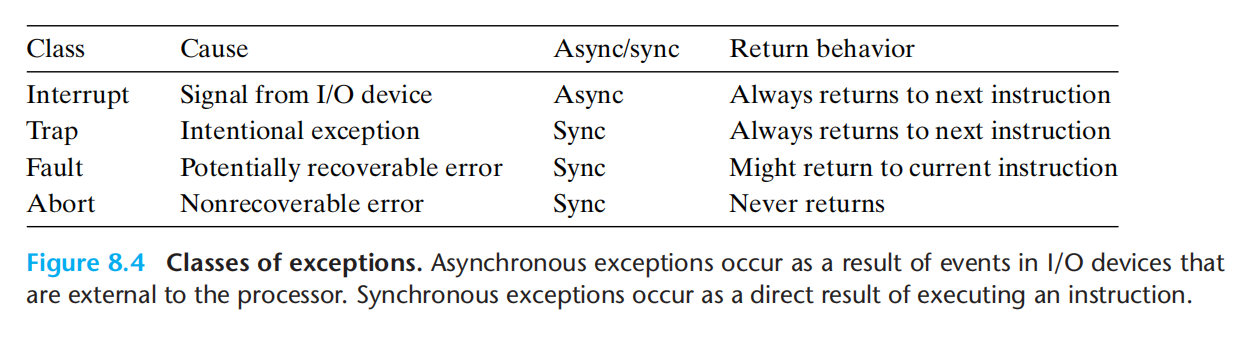 Class Cause Async/sync Return behavior
Interrupt Signal from I/O device Async Always returns to next instruction
Trap Intentional exception Sync Always returns to next instruction
Fault Potentially recoverable error Sync Might return to current instruction
Abort Nonrecoverable error Sync Never returns
Figure 8.4 Classes of exceptions. Asynchronous exceptions occur as a result of events in I/O devices that
are external to the processor. Synchronous exceptions occur as a direct result of executing an instruction.